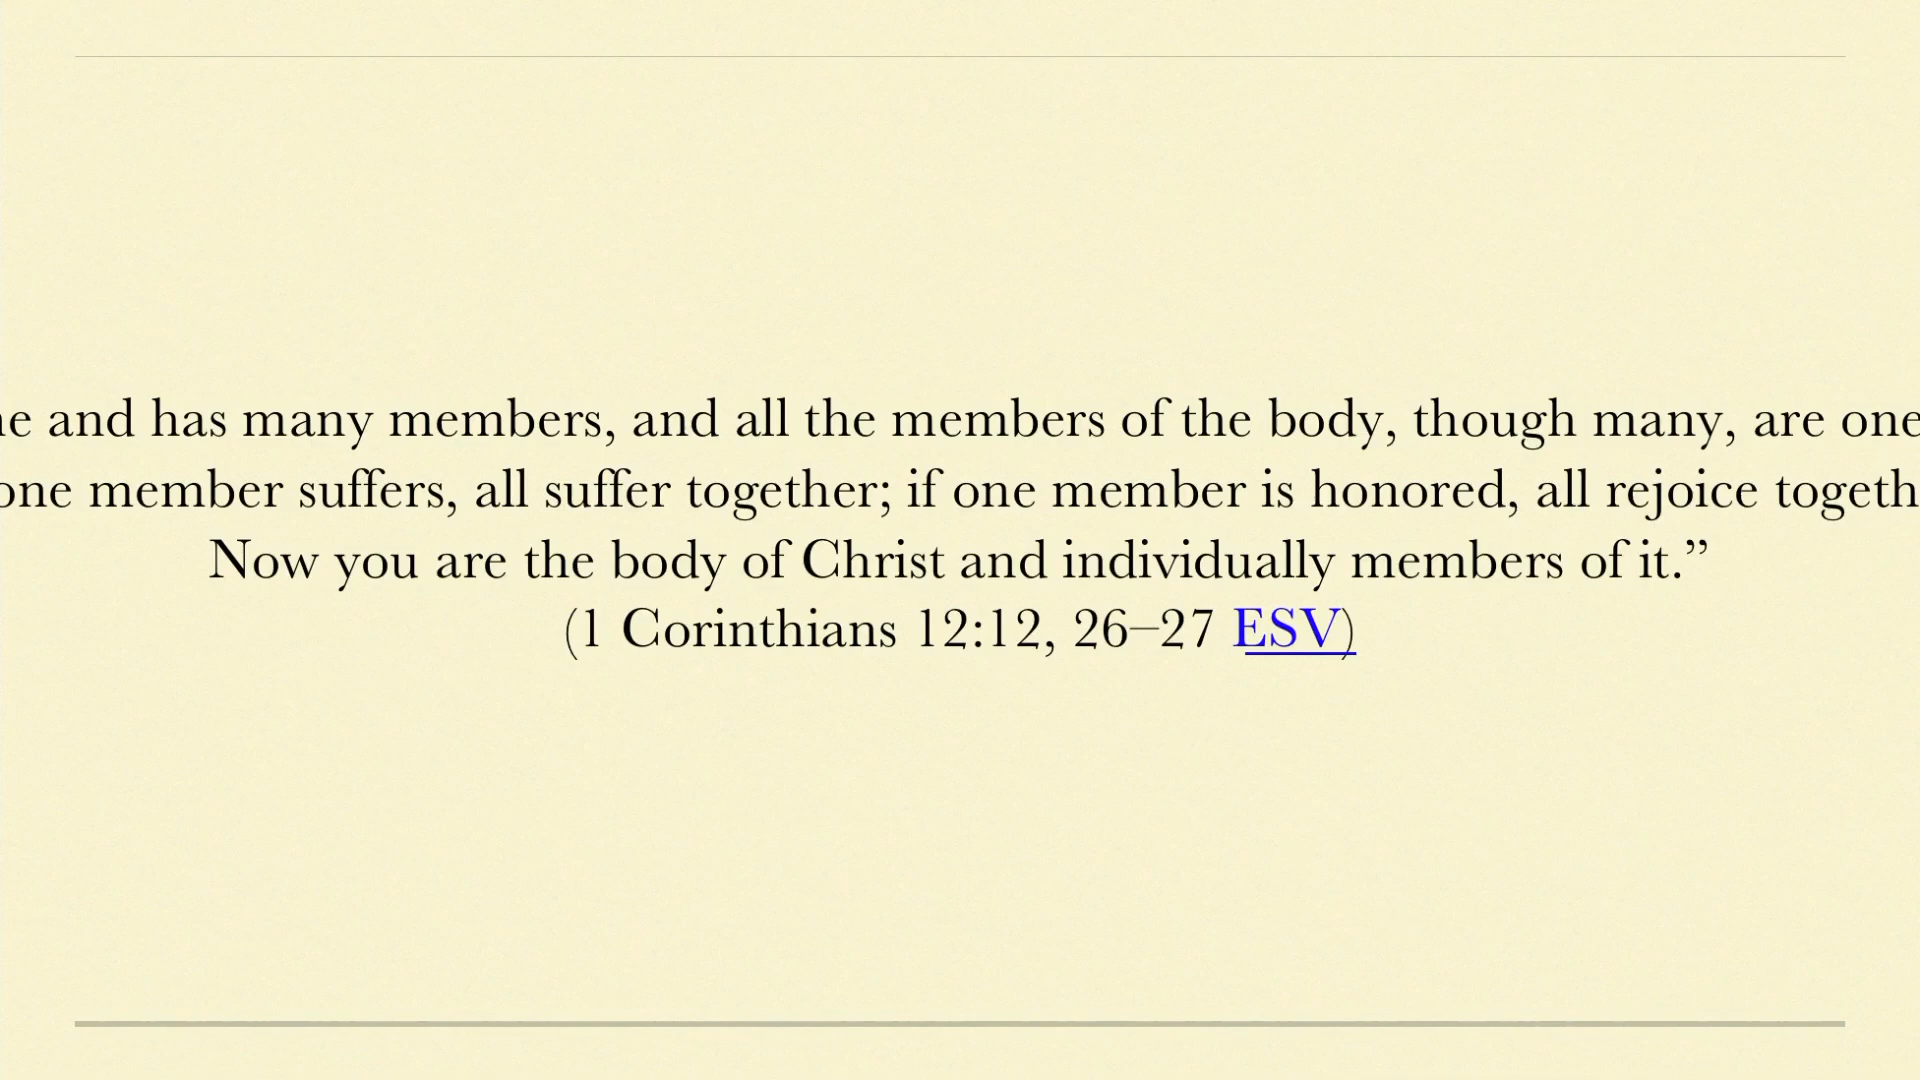 e and has many members, and all the members of the body, though many, are one
one member suffers, all suffer together; if one member is honored, all rejoice togeth
Now you are the body of Christ and individually members of it.”
(1 Corinthians 12:12, 26–27 ESV)